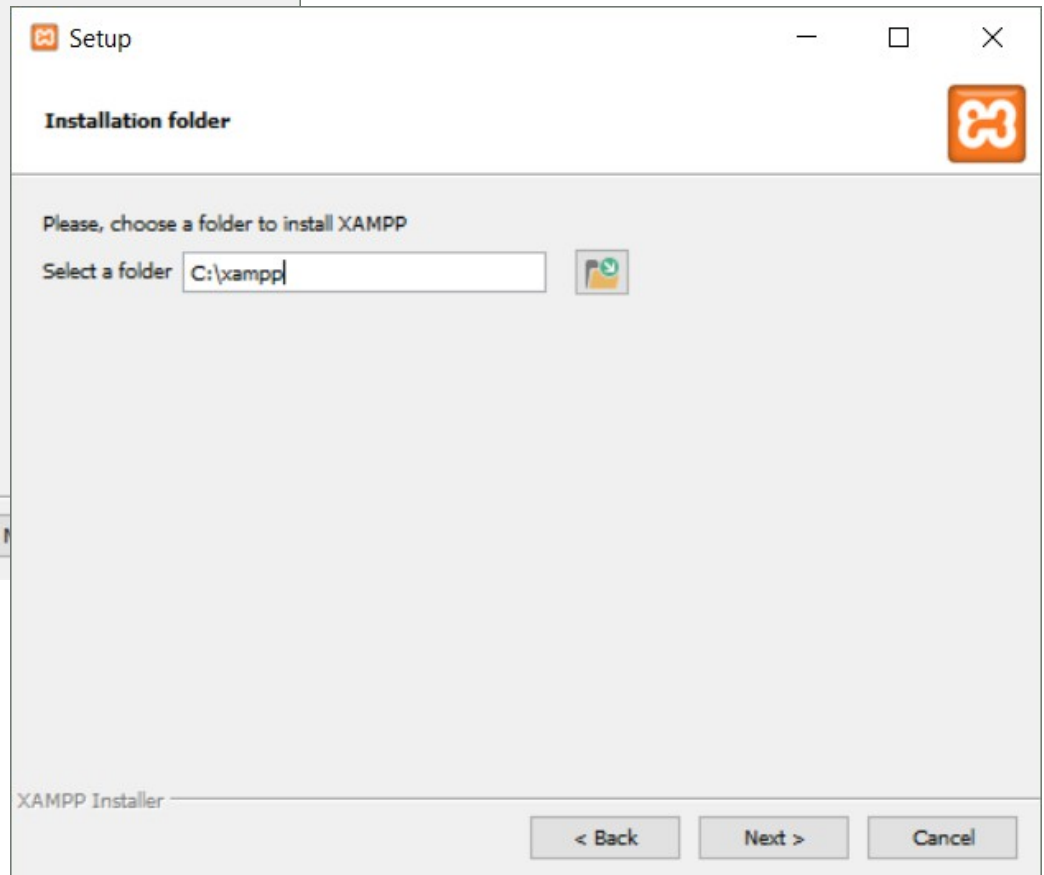 Setup
Installation folder
Please, choose a folder to install XAMPP
Select a folder C:\xampp
XAMPP Installer
< Back Next > Cancel